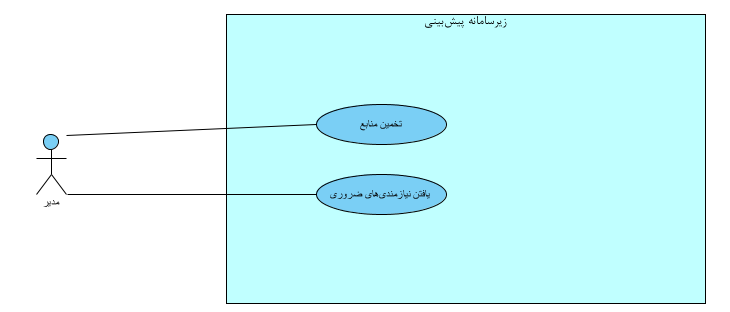 زیرسامانه پیش‌بینی
تخمین منابع
یافتن نیازمندی‌های ضروری
مدیر